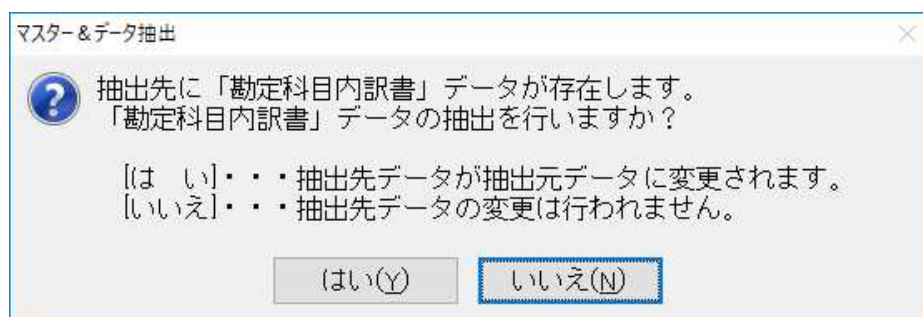 マスター＆データ抽出
抽出先に「勘定科目内訳書」データが存在します。
「勘定科目内訳書」データの抽出を行いますか？
[は　い]・・・抽出先データが抽出元データに変更されます。
[いいえ]・・・抽出先データの変更は行われません。
はい(Y)
いいえ(N)